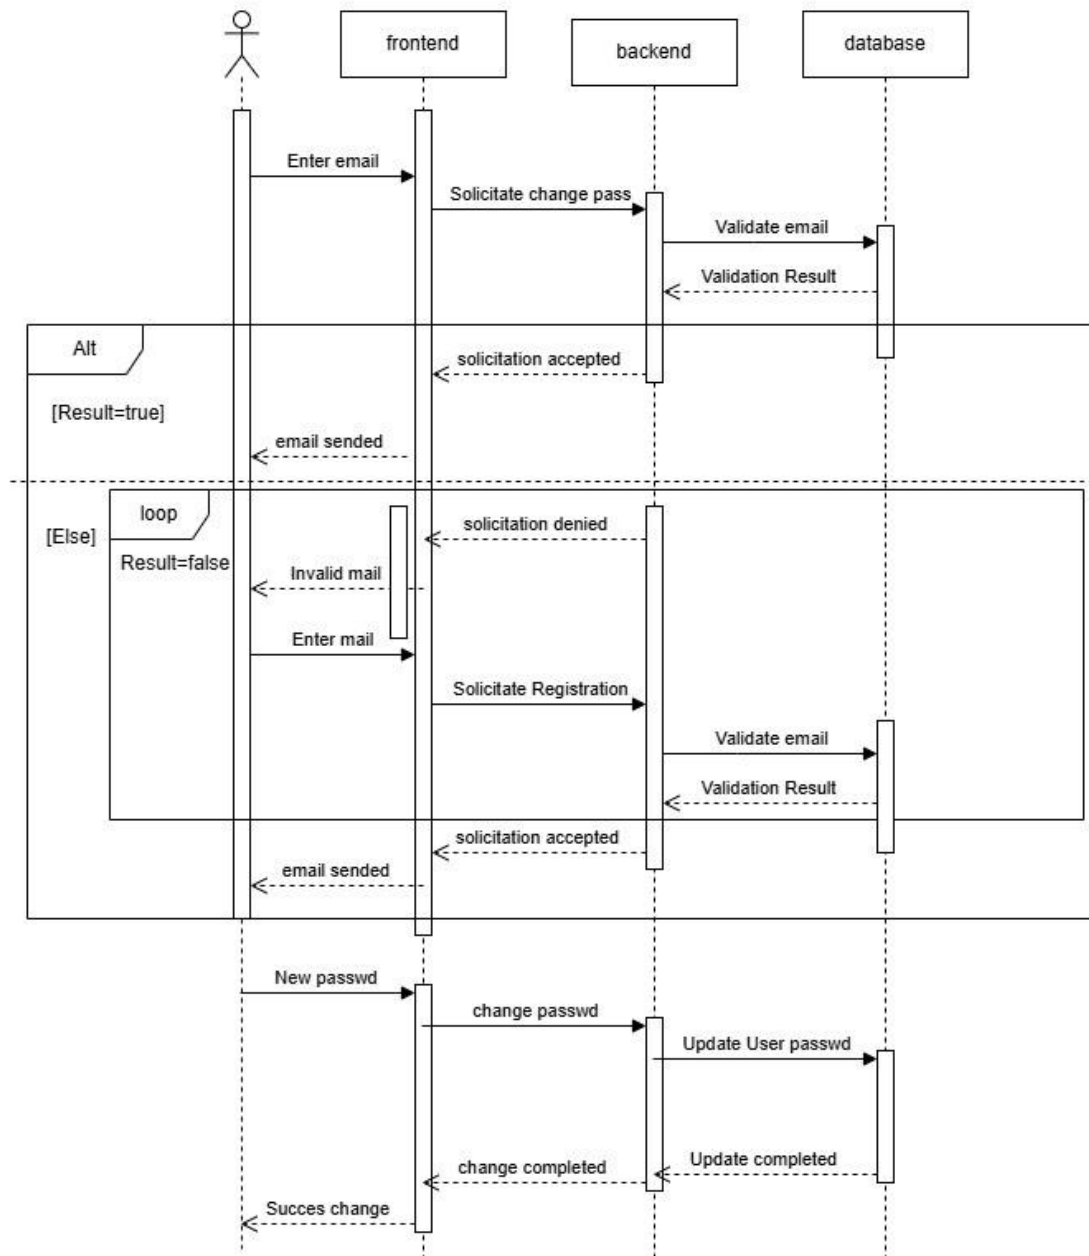 frontend
backend
database
Enter email
Solicitate change pass
Validate email
Validation Result
Alt
solicitation accepted
[Result=true]
email sended
loop
[Else]
solicitation denied
Result=false
Invalid mail
Enter mail
Solicitate Registration
Validate email
Validation Result
solicitation accepted
email sended
New passwd
change passwd
Update User passwd
Update completed
change completed
Succes change